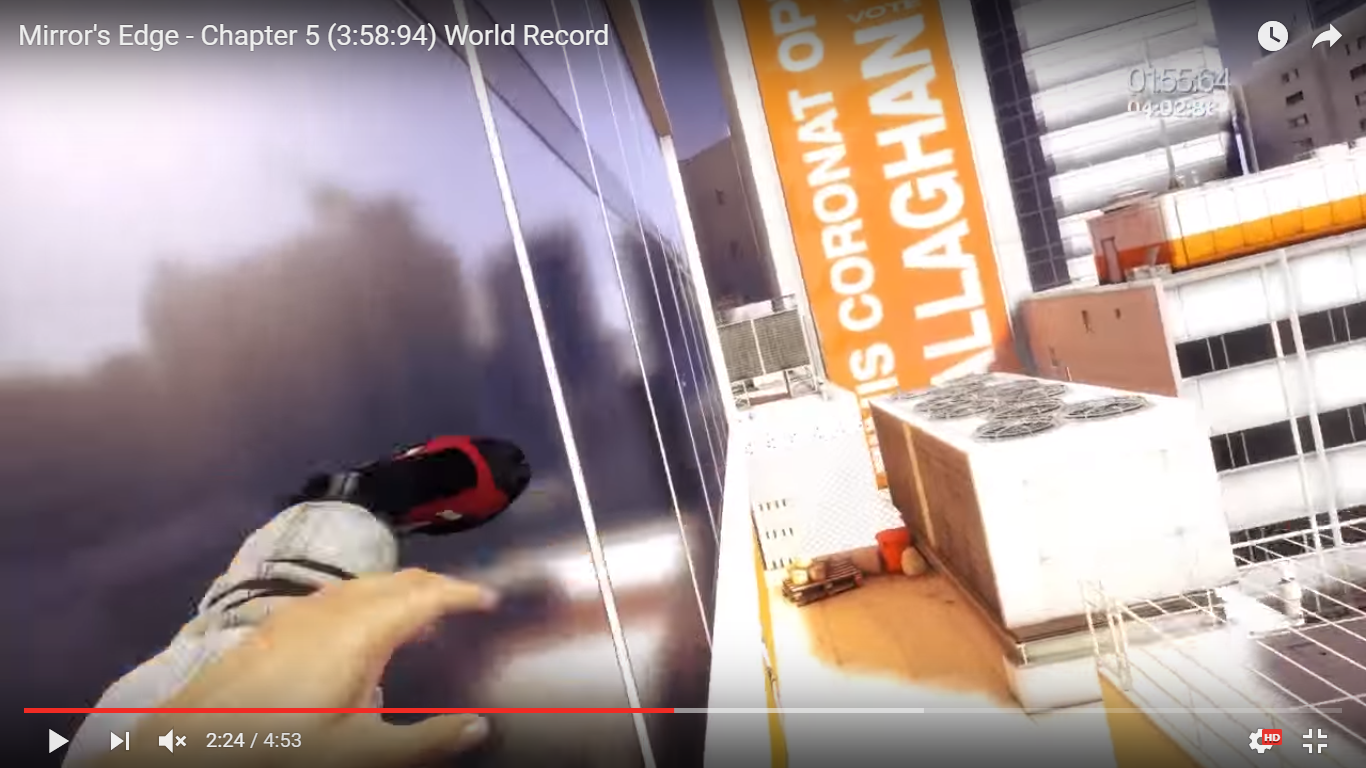 Mirror's Edge - Chapter 5 (3:58:94) World Record
VOTE
IS CORONAT OP
ALLAGHAN
01:55:64
2:24 / 4:53
HD